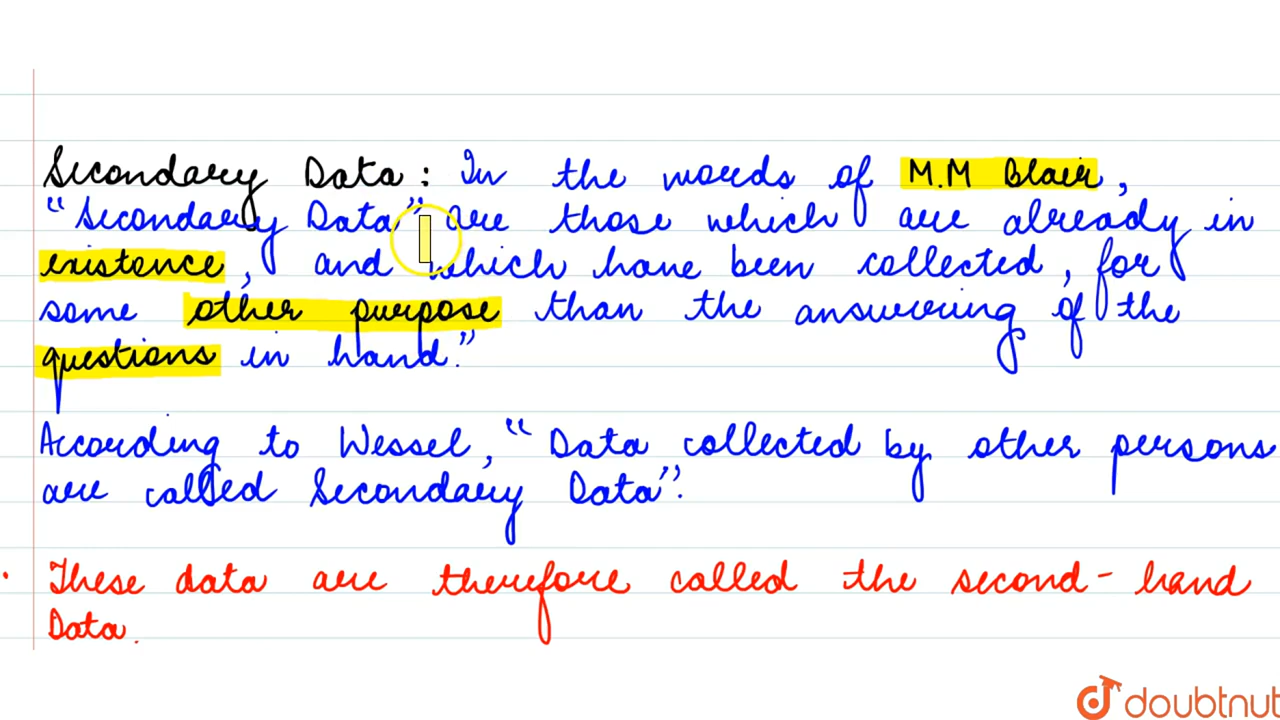 Secondary Data: In the words of M.M Blair,
"Secondary Data" are those which are already in
existence, and which have been collected, for
some other purpose than the answering of the
questions in hand."
According to Wessel, "Data collected by other persons
are called Secondary Data".
These data are therefore called the second-hand
Data.
doubtnut